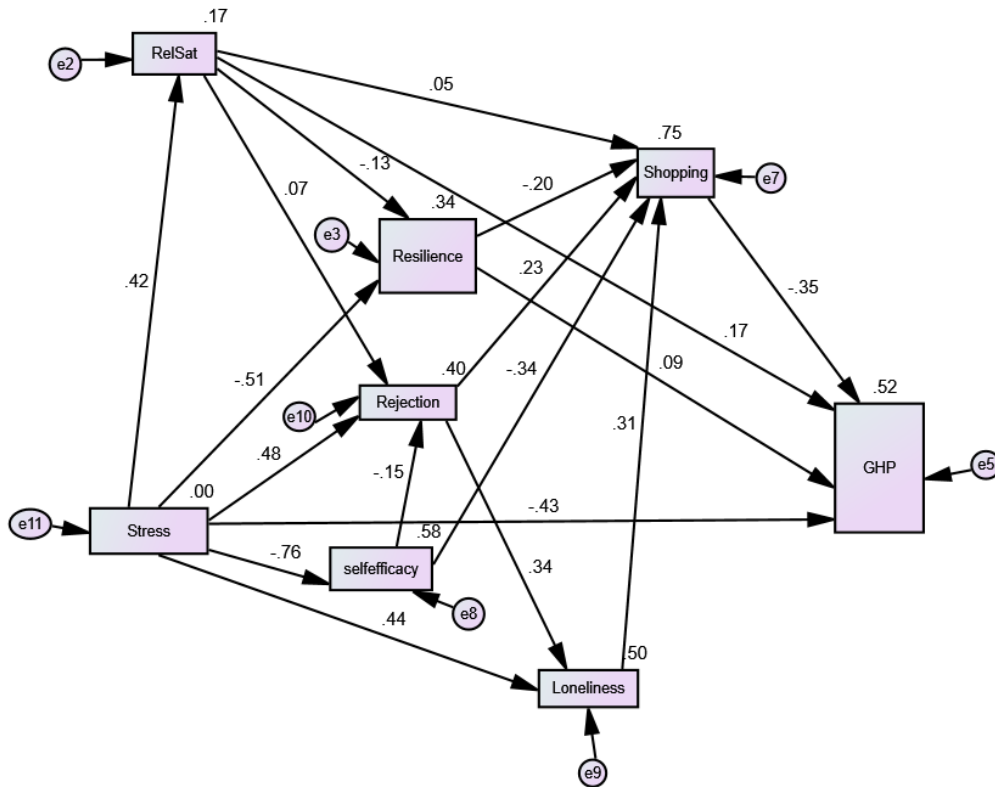 .17
e2
RelSat
.05
.75
-.13
Shopping
e7
-.20
.07
.34
e3
Resilience
.23
.42
-.35
.17
.09
-.51
.40
-.34
.52
Rejection
e10
.31
.48
-.15
GHP
e5
.00
-.43
e11
Stress
.58
-.76
selfefficacy
.34
e8
.44
.50
Loneliness
e9